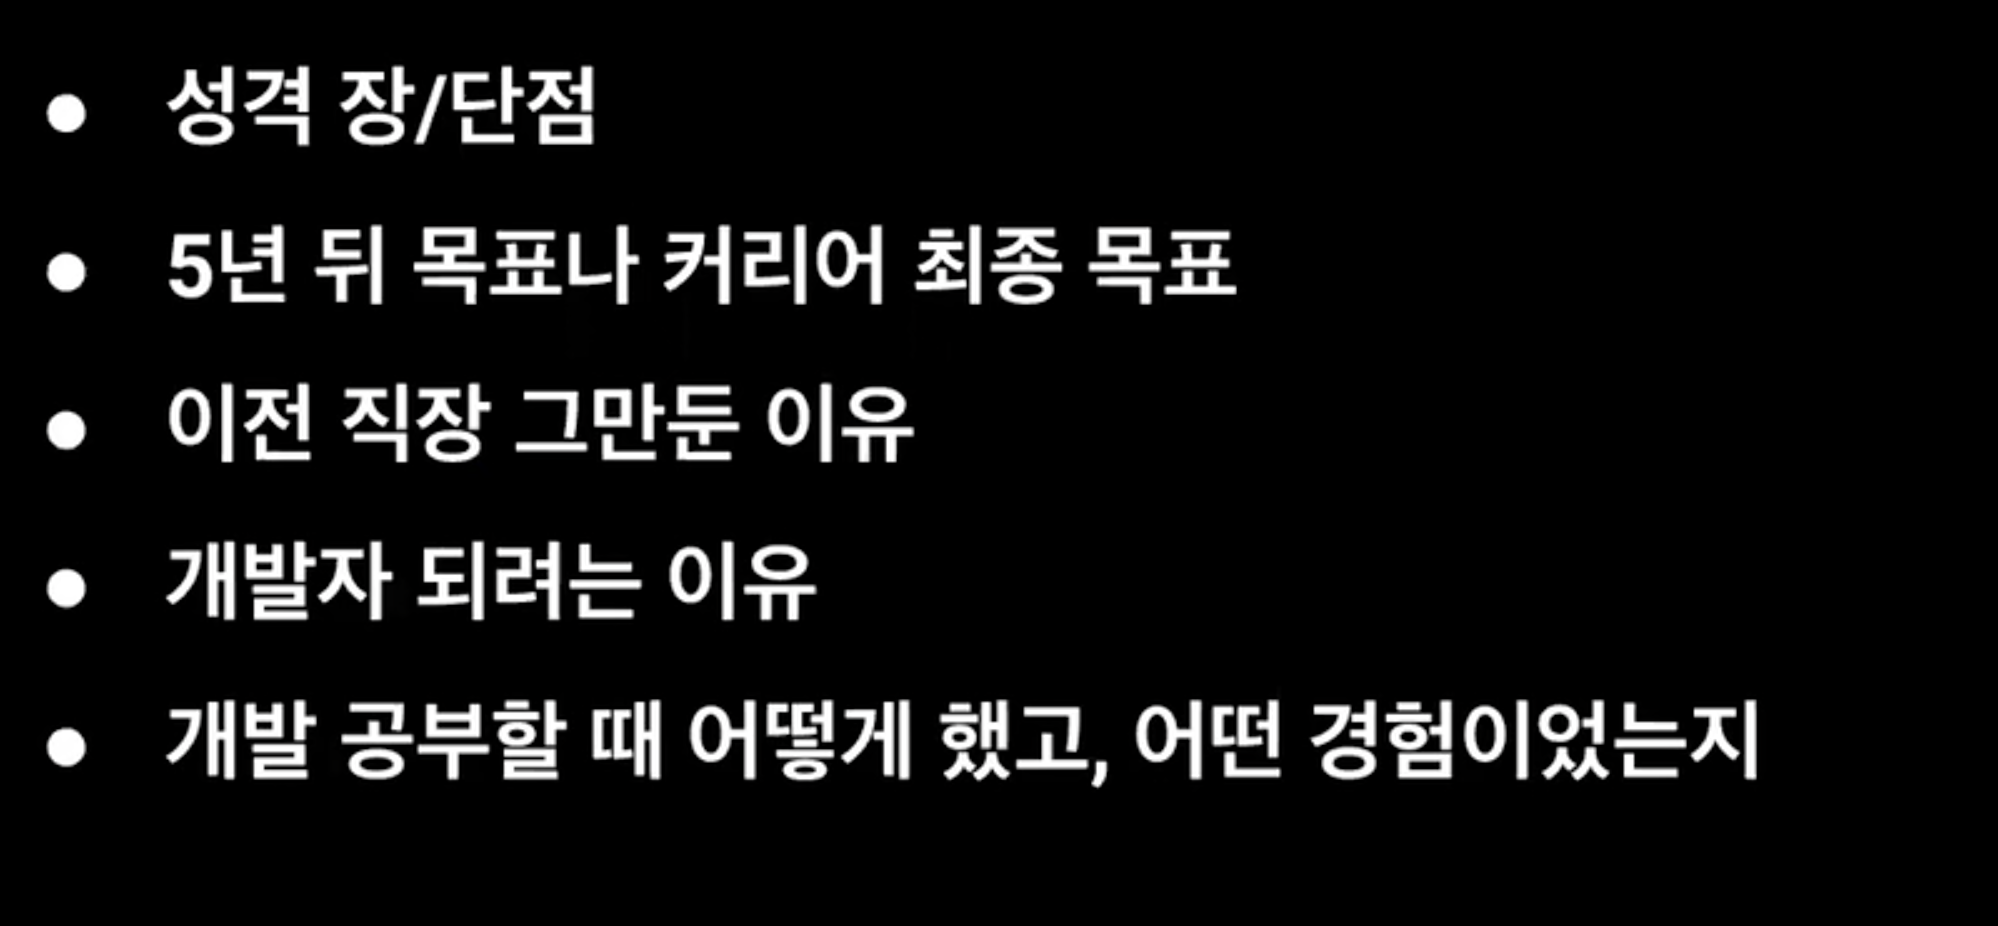 ● 성격 장/단점
● 5년 뒤 목표나 커리어 최종 목표
● 이전 직장 그만둔 이유
● 개발자 되려는 이유
● 개발 공부할 때 어떻게 했고, 어떤 경험이었는지